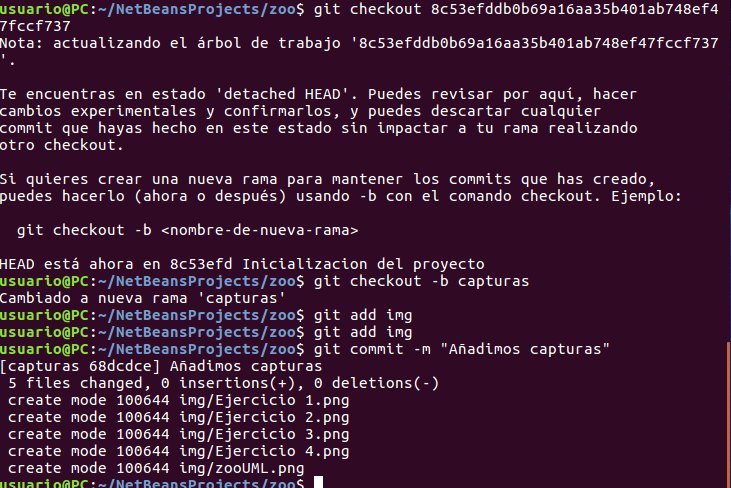 usuario@PC:~/NetBeansProjects/zoo$ git checkout 8c53efddb0b69a16aa35b401ab748ef4
7fccf737
Nota: actualizando el árbol de trabajo '8c53efddb0b69a16aa35b401ab748ef47fccf737
'.
Te encuentras en estado 'detached HEAD'. Puedes revisar por aquí, hacer
cambios experimentales y confirmarlos, y puedes descartar cualquier
commit que hayas hecho en este estado sin impactar a tu rama realizando
otro checkout.
Si quieres crear una nueva rama para mantener los commits que has creado,
puedes hacerlo (ahora o después) usando -b con el comando checkout. Ejemplo:
git checkout -b <nombre-de-nueva-rama>
HEAD está ahora en 8c53efd Inicializacion del proyecto
usuario@PC:~/NetBeansProjects/zoo$ git checkout -b capturas
Cambiado a nueva rama 'capturas'
usuario@PC:~/NetBeansProjects/zoo$ git add img
usuario@PC:~/NetBeansProjects/zoo$ git add img
usuario@PC:~/NetBeansProjects/zoo$ git commit -m "Añadimos capturas"
[capturas 68dcdce] Añadimos capturas
5 files changed, 0 insertions(+), 0 deletions(-)
create mode 100644 img/Ejercicio 1.png
create mode 100644 img/Ejercicio 2.png
create mode 100644 img/Ejercicio 3.png
create mode 100644 img/Ejercicio 4.png
create mode 100644 img/zooUML.png
usuario@PC:~/NetBeansProjects/zoo$